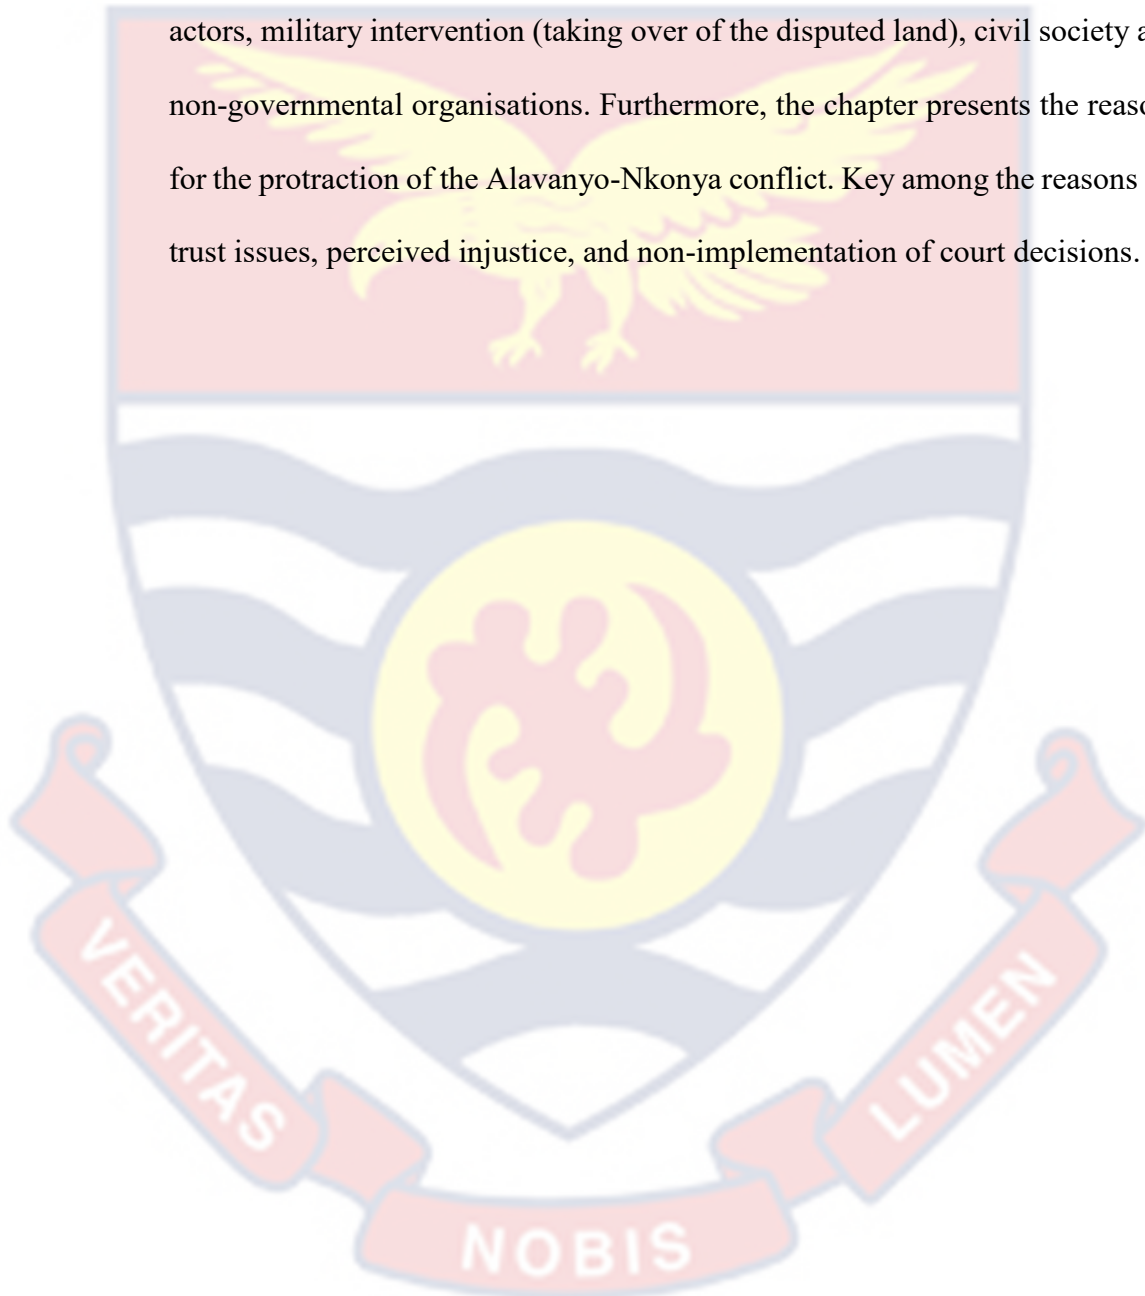 actors, military intervention (taking over of the disputed land), civil society a
non-governmental organisations. Furthermore, the chapter presents the reaso
for the protraction of the Alavanyo-Nkonya conflict. Key among the reasons
trust issues, perceived injustice, and non-implementation of court decisions.
VERITAS
NOBIS
LUMEN